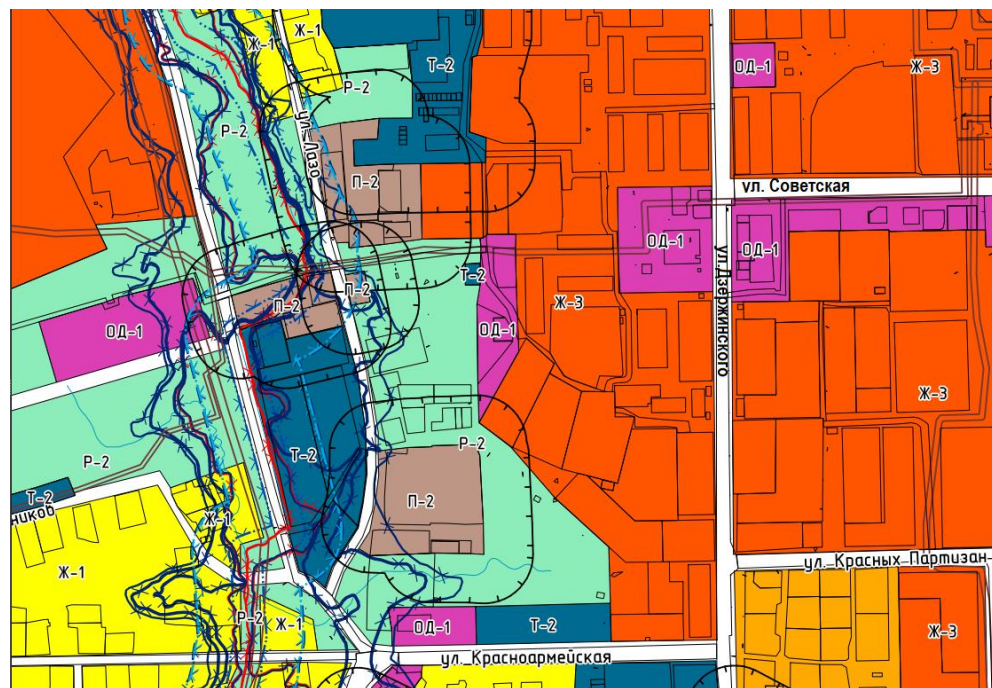 Ж-1
Ж-1
Т-2
Р-2
ОД-1
Ж-3
Р-2
ул. Лазо
П-2
ул. Советская
ОД-1
ОД-1
Т-2
П-2
П-2
Ж-3
ул.Дзержинского
ОД-1
ОД-1
Ж-3
Р-2
Т-2
Р-2
Т-2
П-2
ников
Ж-1
Ж-1
ул. Красных Партизан
Р-2
Ж-1
ОД-1
Т-2
Ж-3
ул. Красноармейская